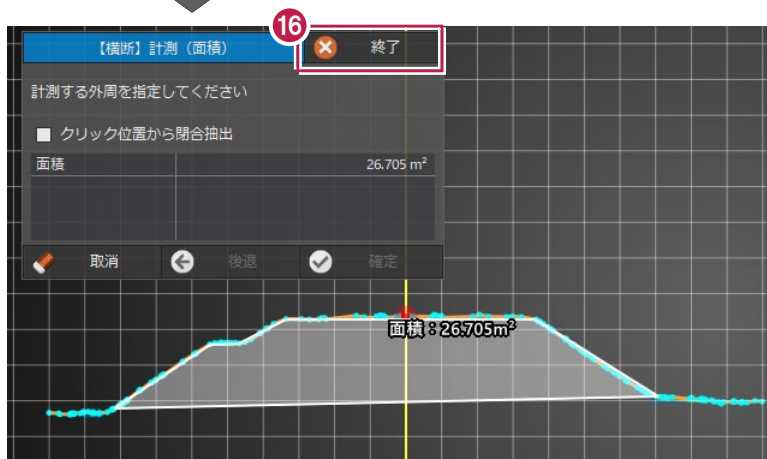 16
【横断】計測（面積）
終了
計測する外周を指定してください
クリック位置から閉合抽出
面積 26.705 m²
取消 後退 確定
面積：26.705m²